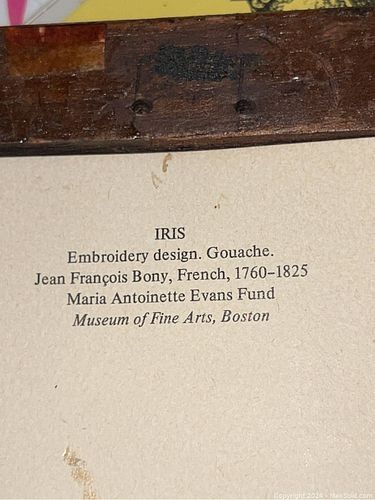 IRIS
Embroidery design. Gouache.
Jean François Bony, French, 1760–1825
Maria Antoinette Evans Fund
Museum of Fine Arts, Boston
Copyright 2024 - MaxSold.com